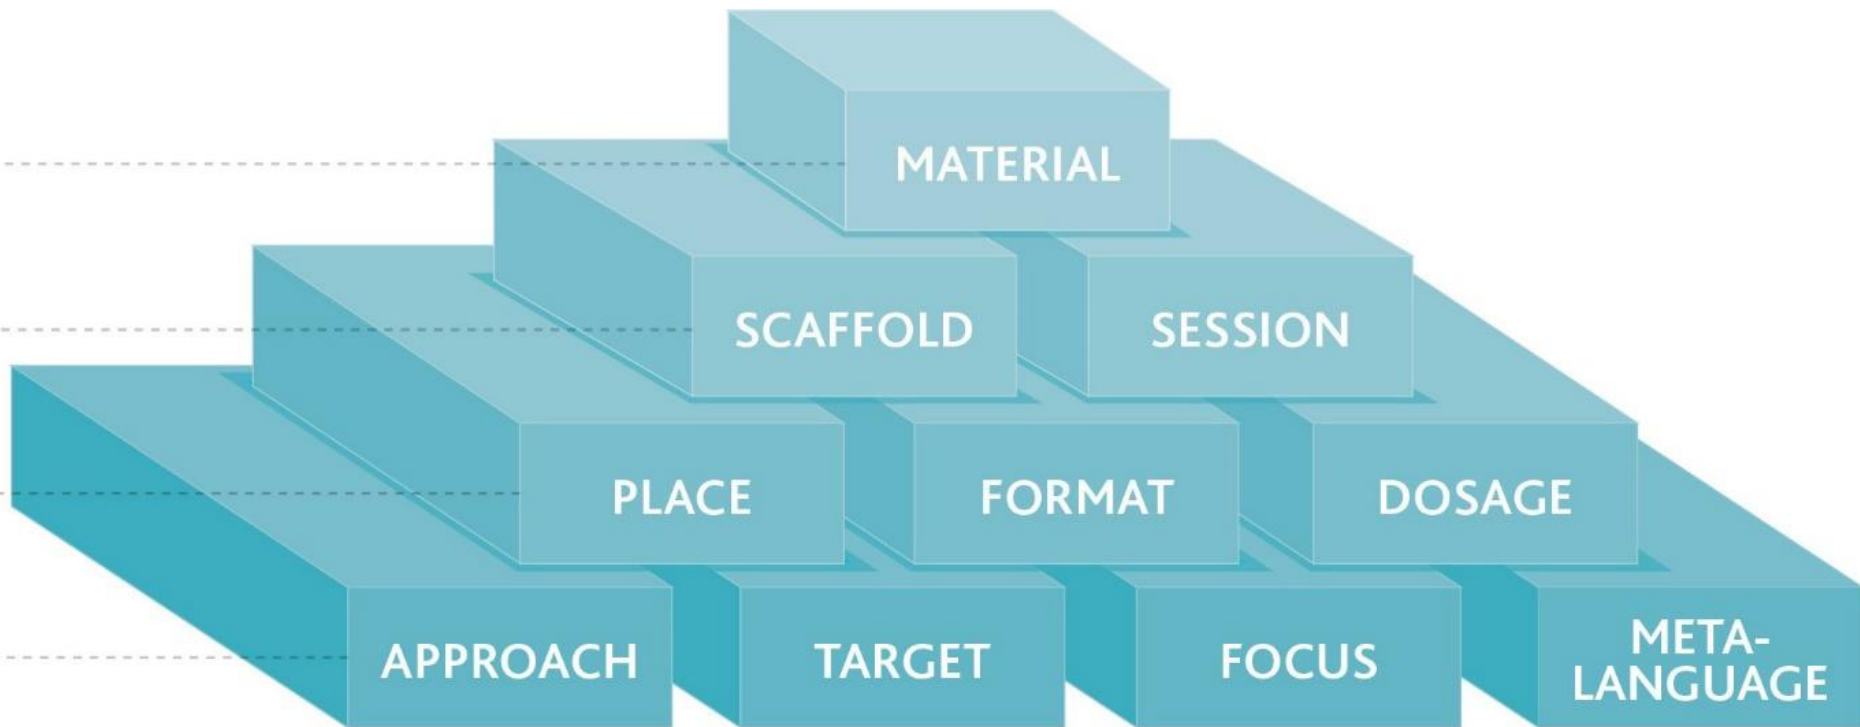 MATERIAL
SCAFFOLD
SESSION
PLACE
FORMAT
DOSAGE
APPROACH
TARGET
FOCUS
META-
LANGUAGE